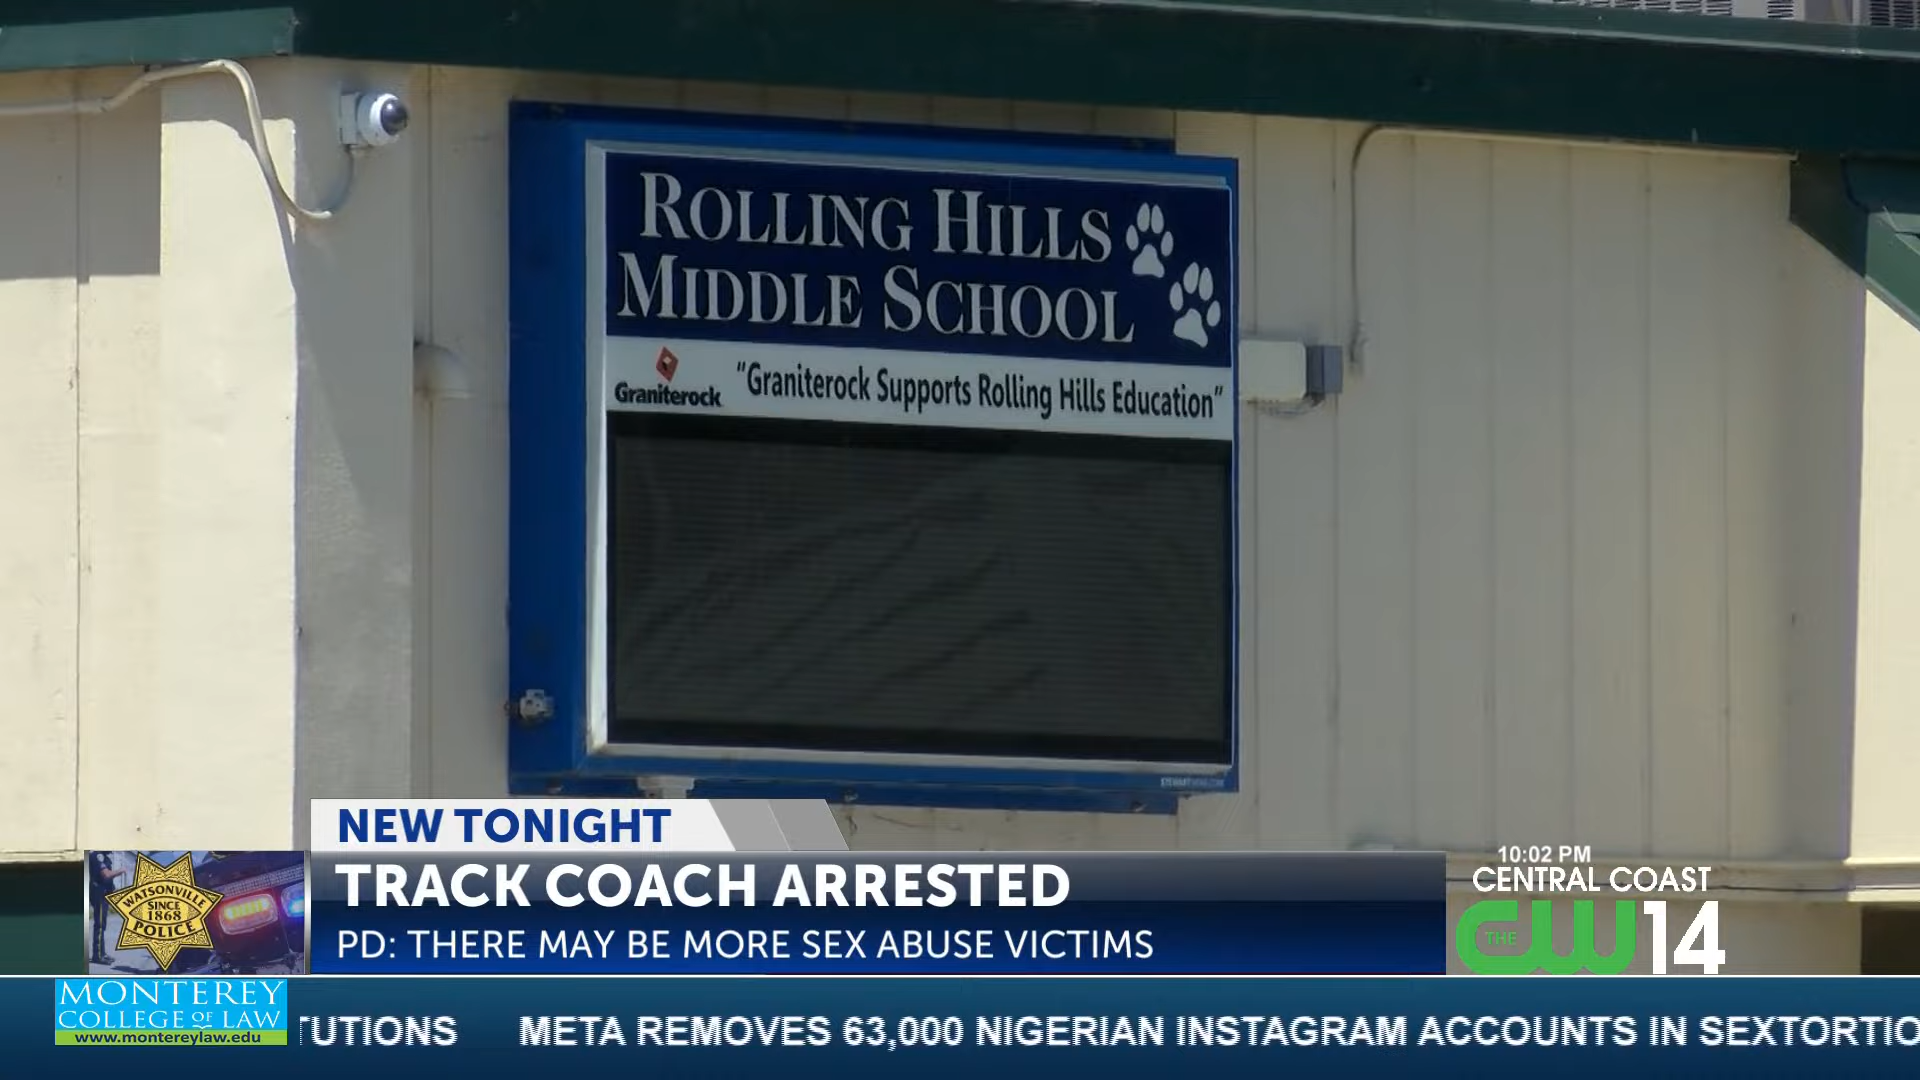 ROLLING HILLS
MIDDLE SCHOOL
Graniterock
"Graniterock Supports Rolling Hills Education"
NEW TONIGHT
TRACK COACH ARRESTED
PD: THERE MAY BE MORE SEX ABUSE VICTIMS
WATSONVILLE
SINCE
1868
POLICE
10:02 PM
CENTRAL COAST
THE CW 14
MONTEREY
COLLEGE OF LAW
www.montereylaw.edu
TUTIONS META REMOVES 63,000 NIGERIAN INSTAGRAM ACCOUNTS IN SEXTORTIO